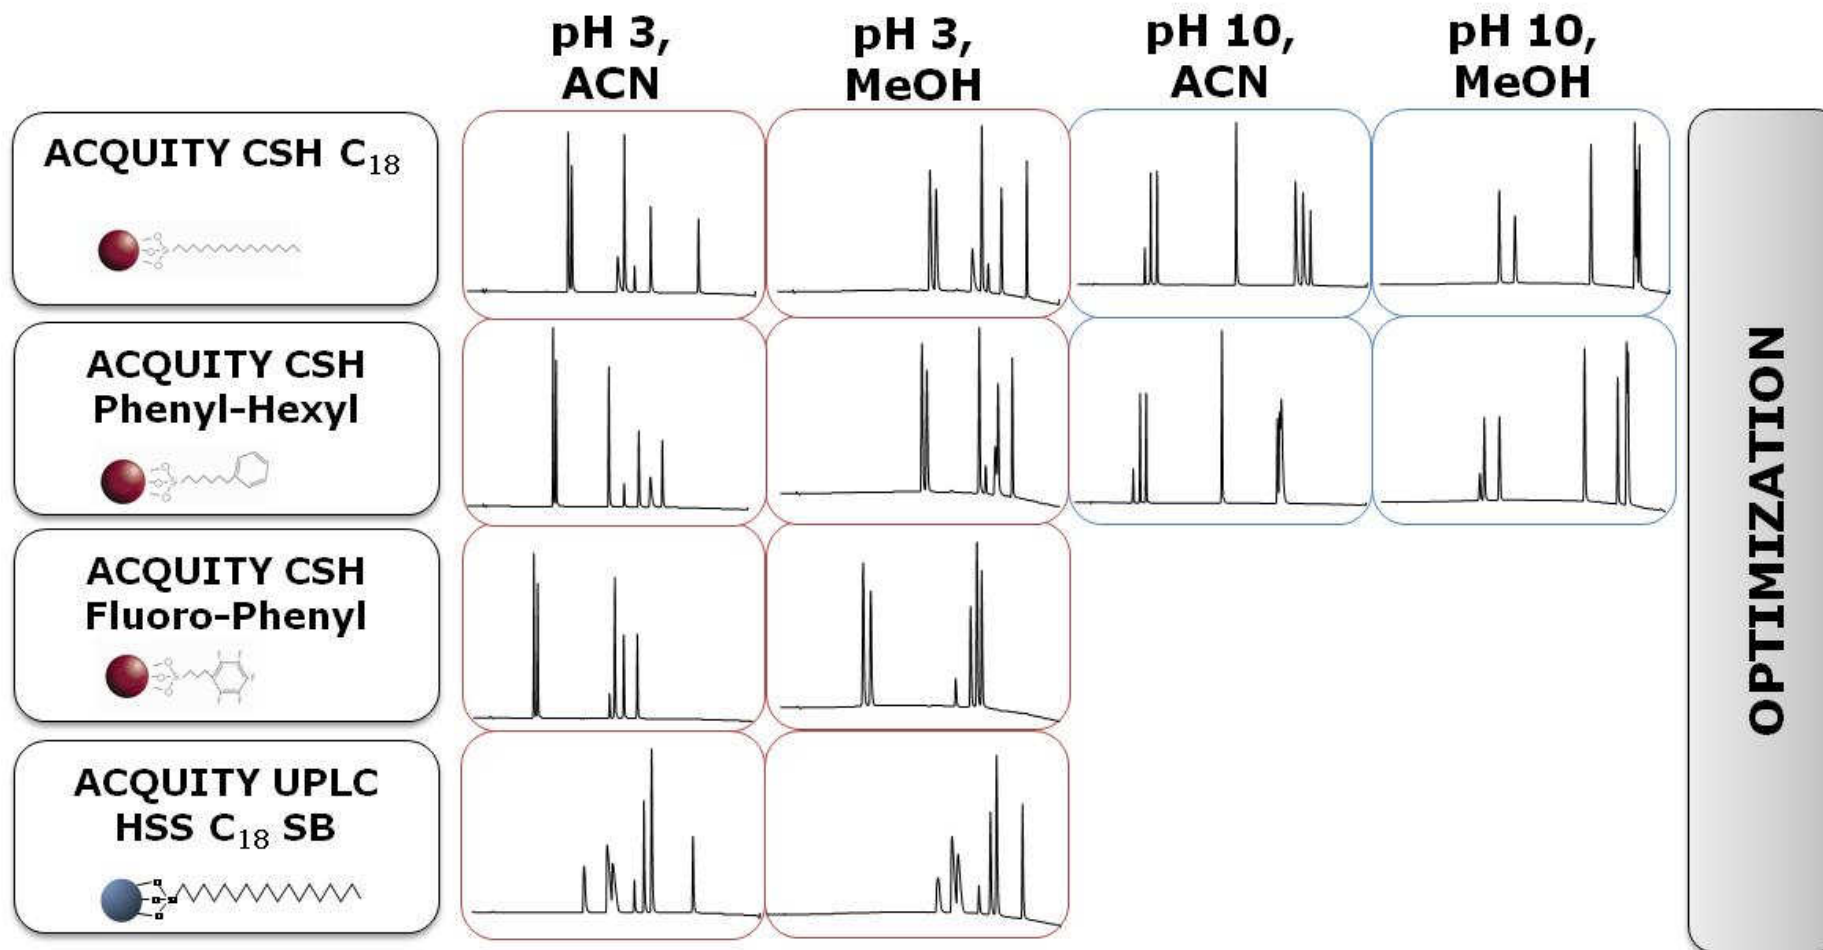 pH 3,
ACN
pH 3,
MeOH
pH 10,
ACN
pH 10,
MeOH
ACQUITY CSH C₁₈
ACQUITY CSH
Phenyl-Hexyl
ACQUITY CSH
Fluoro-Phenyl
ACQUITY UPLC
HSS C₁₈ SB
OPTIMIZATION